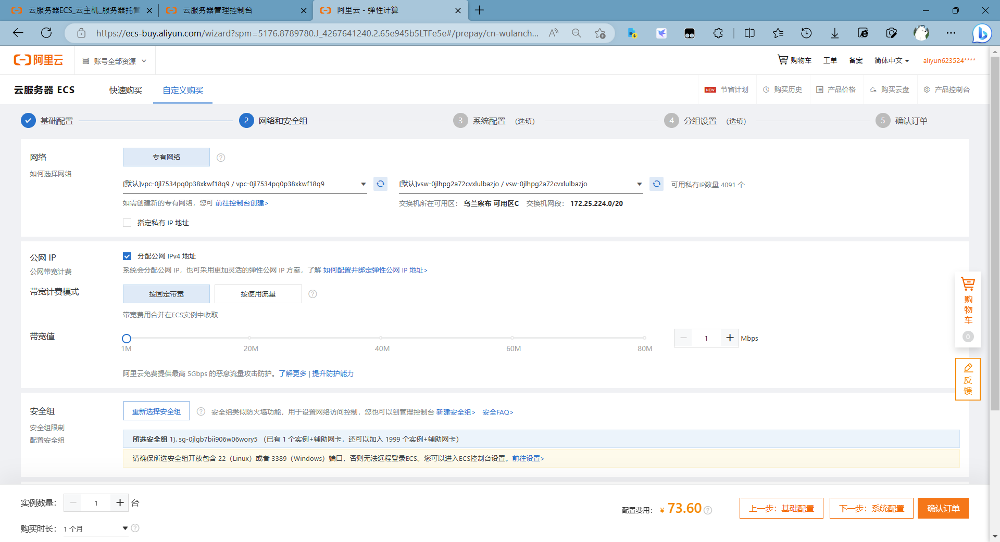 云服务器ECS_云主机_服务器托管
云服务器管理控制台
阿里云 - 弹性计算
https://ecs-buy.aliyun.com/wizard?spm=5176.8789780.J_4267641240.2.65e945b5LTFe5e#/prepay/cn-wulanch...
阿里云
账号全部资源
购物车
工单
备案
简体中文
aliyun623524****
云服务器 ECS
快速购买
自定义购买
NEW 节省计划
购买历史
产品价格
购买云盘
产品控制台
基础配置
2 网络和安全组
3 系统配置 （选填）
4 分组设置 （选填）
5 确认订单
网络
如何选择网络
专有网络
[默认]vpc-0jl7534pq0p38xkwf18q9 / vpc-0jl7534pq0p38xkwf18q9
[默认]vsw-0jlhpg2a72cvxlulbazjo / vsw-0jlhpg2a72cvxlulbazjo
可用私有IP数量 4091 个
如需创建新的专有网络，您可 前往控制台创建>
交换机所在可用区： 乌兰察布 可用区C 交换机网段： 172.25.224.0/20
指定私有 IP 地址
公网 IP
公网带宽计费
分配公网 IPv4 地址
系统会分配公网 IP，也可采用更加灵活的弹性公网 IP 方案，了解 如何配置并绑定弹性公网 IP 地址>
带宽计费模式
按固定带宽
按使用流量
带宽费用合并在ECS实例中收取
带宽值
1M
20M
40M
60M
80M
1
Mbps
阿里云免费提供最高 5Gbps 的恶意流量攻击防护。了解更多 | 提升防护能力
安全组
安全组限制
配置安全组
重新选择安全组
安全组类似防火墙功能，用于设置网络访问控制，您也可以到管理控制台 新建安全组> 安全FAQ>
所选安全组 1). sg-0jlgb7bii906w06wory5 （已有 1 个实例+辅助网卡，还可以加入 1999 个实例+辅助网卡）
请确保所选安全组开放包含 22（Linux）或者 3389（Windows）端口，否则无法远程登录ECS。您可以进入ECS控制台设置。前往设置>
购物车
0
反馈
实例数量：
1
台
购买时长：
1 个月
配置费用： ¥ 73.60
上一步：基础配置
下一步：系统配置
确认订单